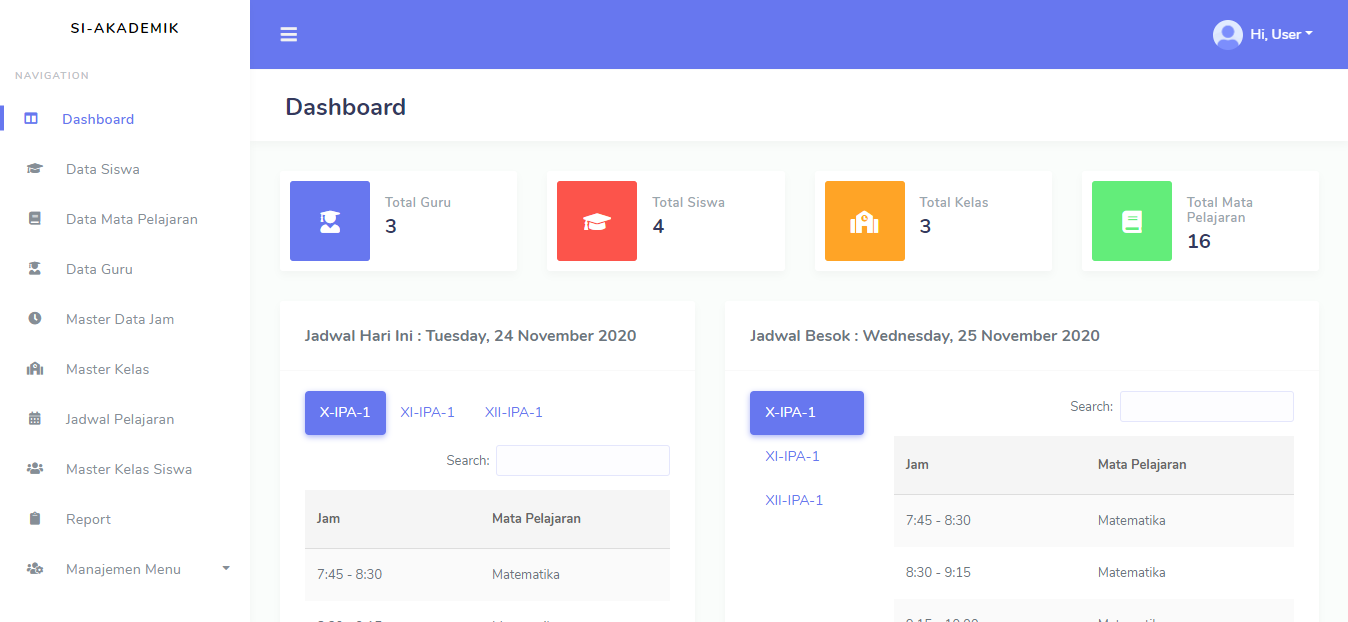 SI-AKADEMIK
NAVIGATION
Dashboard
Data Siswa
Data Mata Pelajaran
Data Guru
Master Data Jam
Master Kelas
Jadwal Pelajaran
Master Kelas Siswa
Report
Manajemen Menu
Hi, User
Dashboard
Total Guru
3
Total Siswa
4
Total Kelas
3
Total Mata
Pelajaran
16
Jadwal Hari Ini : Tuesday, 24 November 2020
X-IPA-1 XI-IPA-1 XII-IPA-1
Search:
Jam Mata Pelajaran
7:45 - 8:30 Matematika
Jadwal Besok : Wednesday, 25 November 2020
X-IPA-1
XI-IPA-1
XII-IPA-1
Search:
Jam Mata Pelajaran
7:45 - 8:30 Matematika
8:30 - 9:15 Matematika